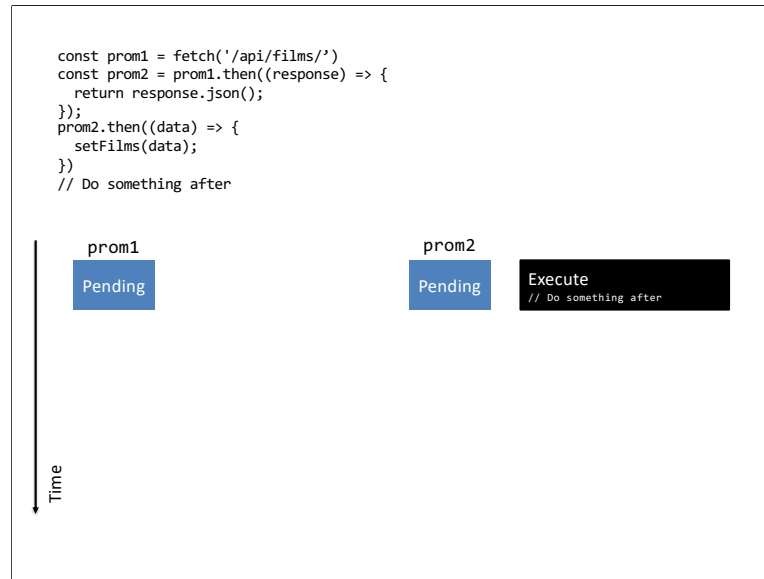 const prom1 = fetch('/api/films/’)
const prom2 = prom1.then((response) => {
  return response.json();
});
prom2.then((data) => {
  setFilms(data);
})
// Do something after
prom1
prom2
Pending
Pending
Execute
// Do something after
Time